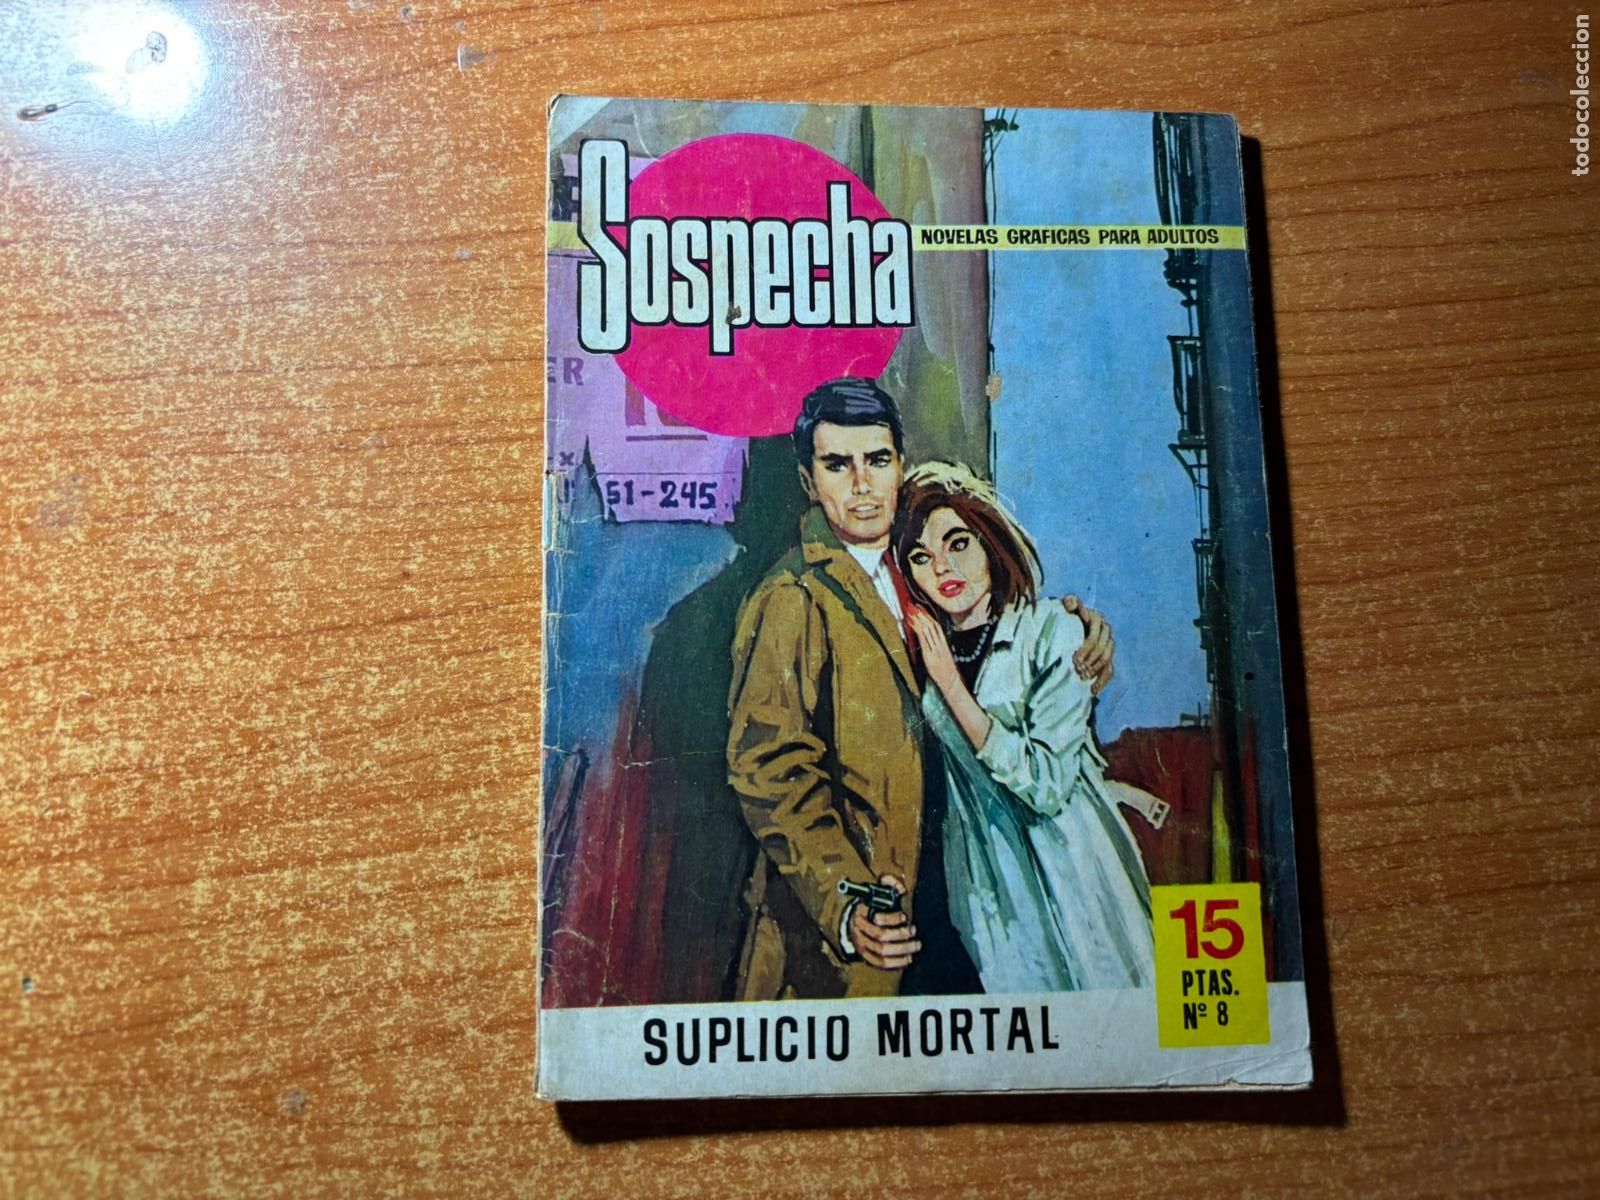 Sospecha
NOVELAS GRAFICAS PARA ADULTOS
ER
51-245
15
PTAS.
Nº 8
SUPLICIO MORTAL
todocoleccion